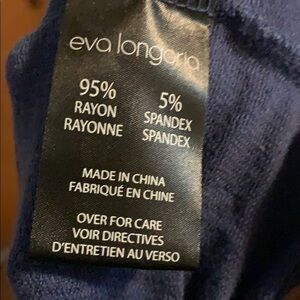 eva longoria
95% 5%
RAYON SPANDEX
RAYONNE SPANDEX
MADE IN CHINA
FABRIQUÉ EN CHINE
OVER FOR CARE
VOIR DIRECTIVES
D'ENTRETIEN AU VERSO